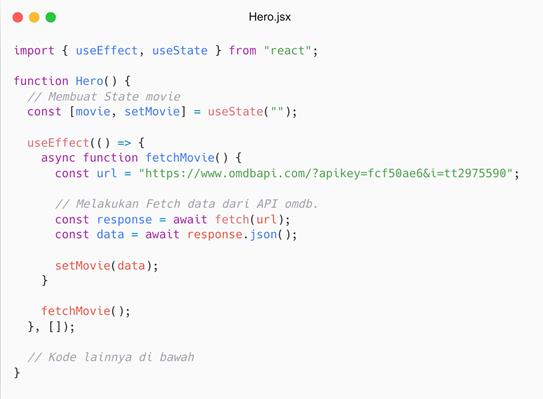 Hero.jsx
import { useEffect, useState } from "react";
function Hero() {
// Membuat State movie
const [movie, setMovie] = useState("");
useEffect(() => {
async function fetchMovie() {
const url = "https://www.omdbapi.com/?apikey=fcf50ae6&i=tt2975590";
// Melakukan Fetch data dari API omdb.
const response = await fetch(url);
const data = await response.json();
setMovie(data);
}
fetchMovie();
}, []);
// Kode lainnya di bawah
}